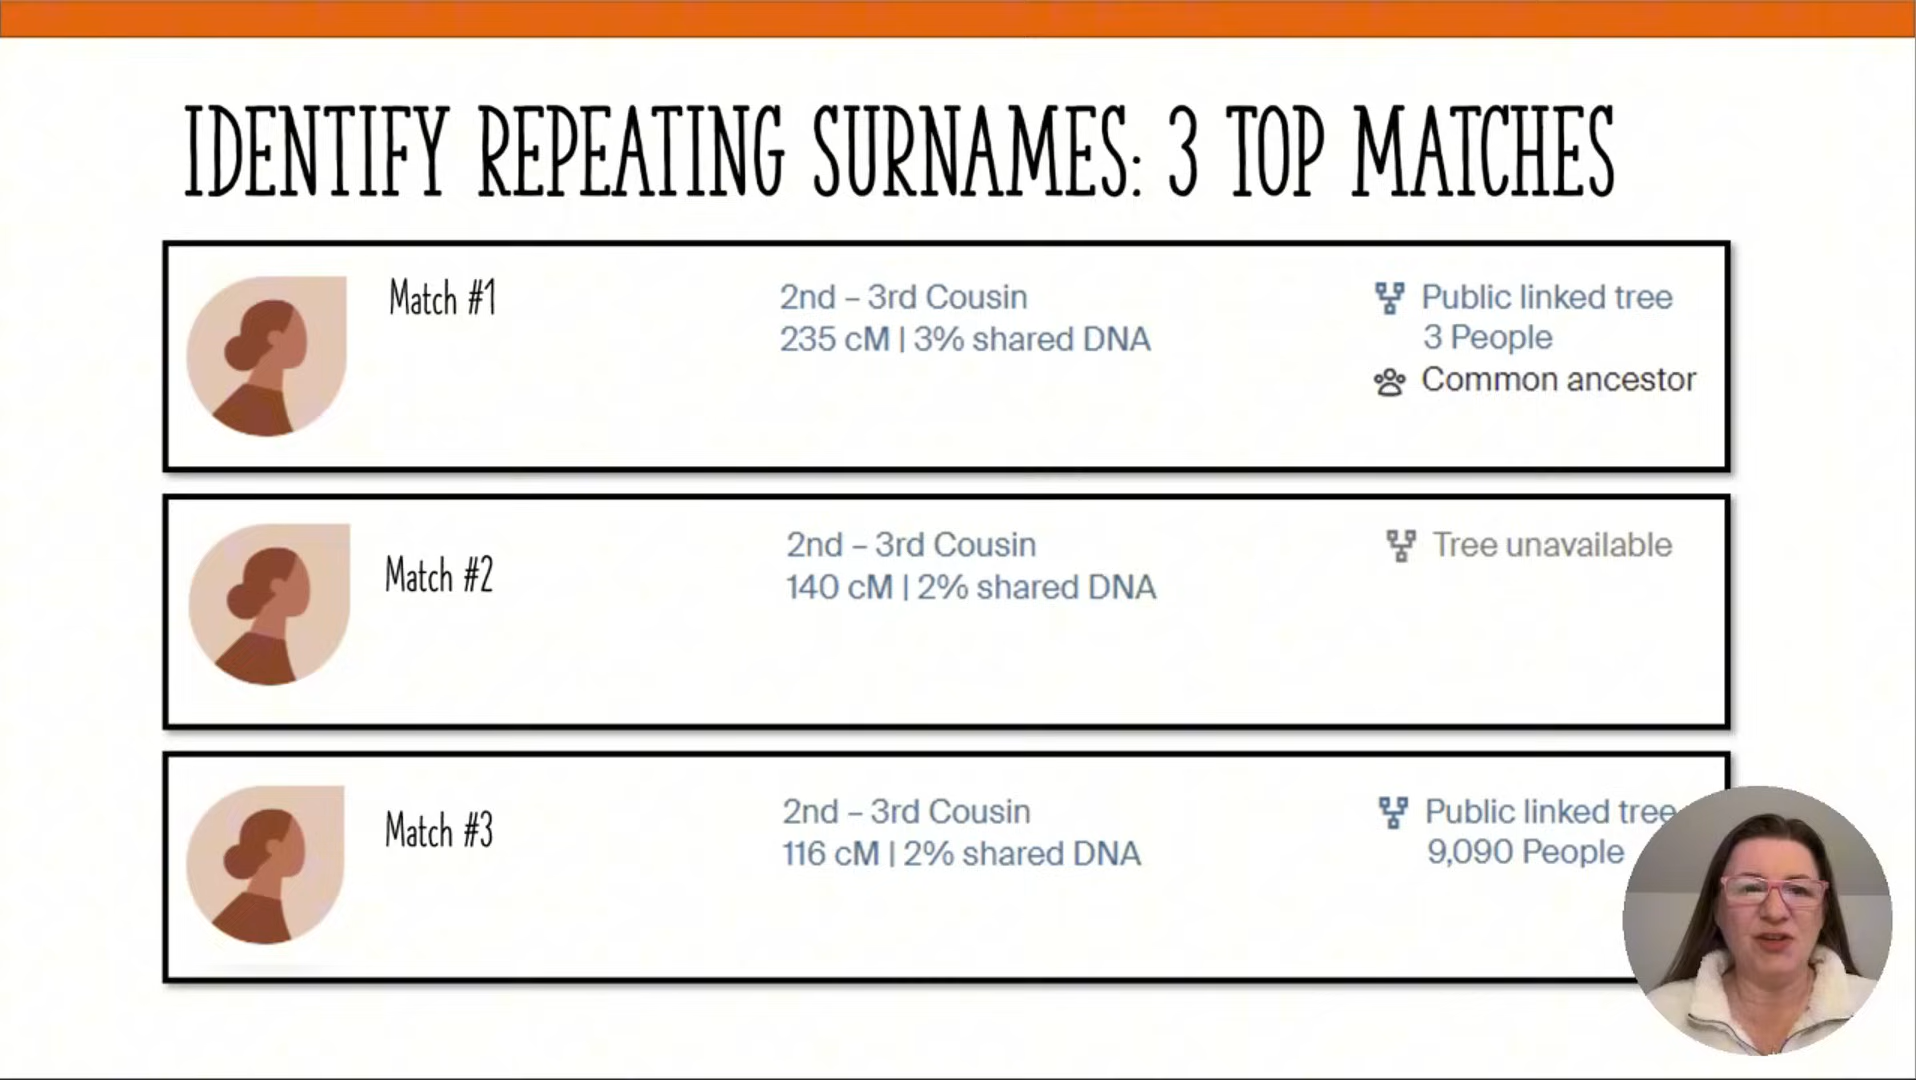 IDENTIFY REPEATING SURNAMES: 3 TOP MATCHES
Match #1
2nd – 3rd Cousin
235 cM | 3% shared DNA
Public linked tree
3 People
Common ancestor
Match #2
2nd – 3rd Cousin
140 cM | 2% shared DNA
Tree unavailable
Match #3
2nd – 3rd Cousin
116 cM | 2% shared DNA
Public linked tree
9,090 People